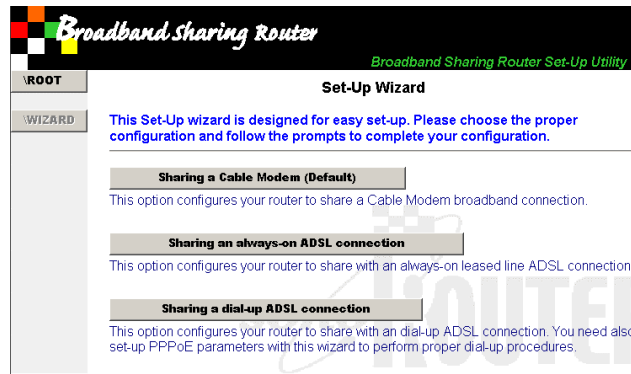 Broadband Sharing Router
Broadband Sharing Router Set-Up Utility
\ROOT
Set-Up Wizard
\WIZARD
This Set-Up wizard is designed for easy set-up. Please choose the proper
configuration and follow the prompts to complete your configuration.
Sharing a Cable Modem (Default)
This option configures your router to share a Cable Modem broadband connection.
Sharing an always-on ADSL connection
This option configures your router to share with an always-on leased line ADSL connection
Sharing a dial-up ADSL connection
This option configures your router to share with an dial-up ADSL connection. You need also
set-up PPPoE parameters with this wizard to perform proper dial-up procedures.
ROUTER